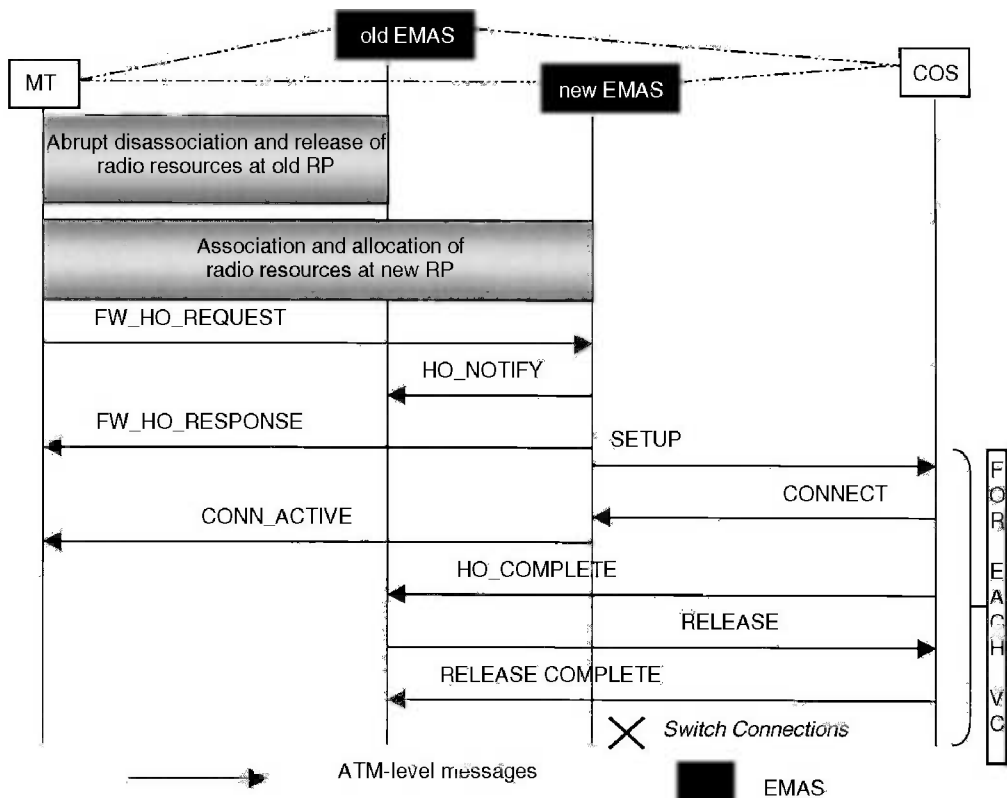 old EMAS
MT
new EMAS
COS
Abrupt disassociation and release of
radio resources at old RP
Association and allocation of
radio resources at new RP
FW_HO_REQUEST
HO_NOTIFY
FW_HO_RESPONSE
SETUP
CONNECT
CONN_ACTIVE
HO_COMPLETE
RELEASE
RELEASE COMPLETE
FOR EACH VC
Switch Connections
ATM-level messages
EMAS